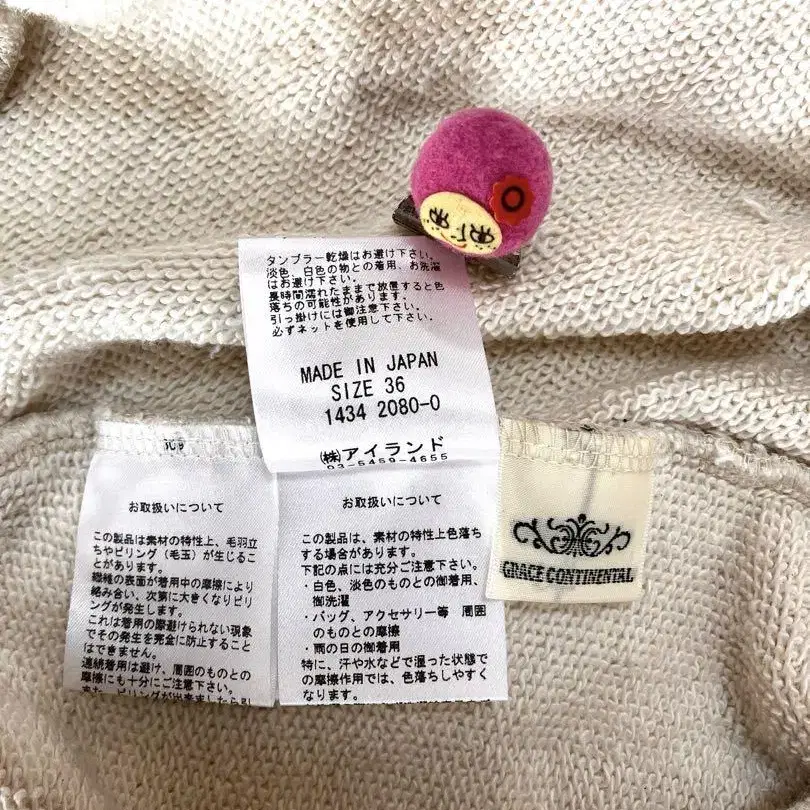 タンブラー乾燥はお避け下さい。
淡色、白色の物との着用、お洗濯
はお避け下さい。
長時間濡れたままで放置すると色
落ちの可能性があります。
引っ掛けには御注意下さい。
必ずネットを使用して下さい。
MADE IN JAPAN
SIZE 36
1434 2080-0
㈱アイランド
03-5459-4655
お取扱いについて
この製品は素材の特性上、毛羽立
ちやピリング（毛玉）が生じるこ
とがあります。
繊維の表面が着用中の摩擦により
絡み合い、次第に大きくなりピリ
ングが発生します。
これは着用の際避けられない現象
でその発生を完全に防止すること
はできません。
連続着用は避け、周囲のものとの
摩擦にも十分にご注意下さい。
また、ピリングが出来ましたら引
お取扱いについて
この製品は、素材の特性上色落ち
する場合があります。
下記の点には充分ご注意下さい。
・白色、淡色のものとの御着用、
御洗濯
・バッグ、アクセサリー等 周囲
のものとの摩擦
・雨の日の御着用
特に、汗や水などで湿った状態で
の摩擦作用では、色落ちしやすく
なります。
GRACE CONTINENTAL